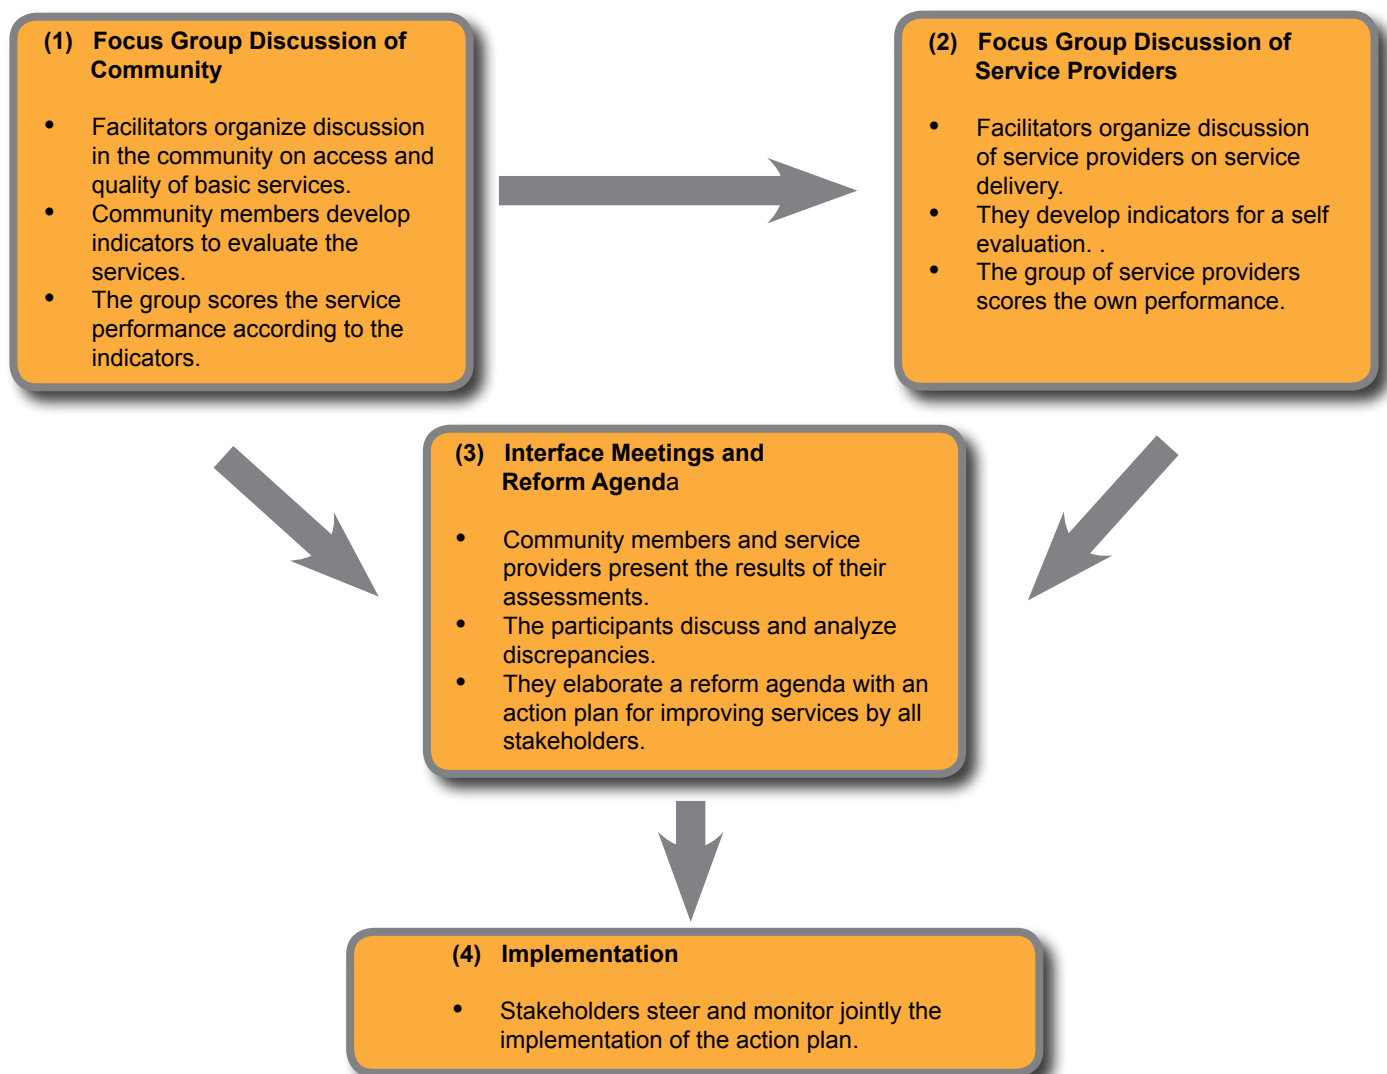 (1) Focus Group Discussion of
Community
• Facilitators organize discussion
in the community on access and
quality of basic services.
• Community members develop
indicators to evaluate the
services.
• The group scores the service
performance according to the
indicators.
(2) Focus Group Discussion of
Service Providers
• Facilitators organize discussion
of service providers on service
delivery.
• They develop indicators for a self
evaluation. .
• The group of service providers
scores the own performance.
(3) Interface Meetings and
Reform Agenda
• Community members and service
providers present the results of their
assessments.
• The participants discuss and analyze
discrepancies.
• They elaborate a reform agenda with an
action plan for improving services by all
stakeholders.
(4) Implementation
• Stakeholders steer and monitor jointly the
implementation of the action plan.